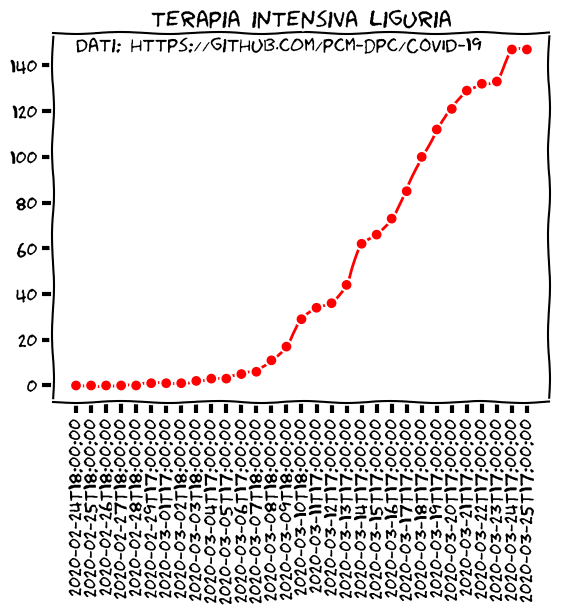 TERAPIA INTENSIVA LIGURIA
DATI: HTTPS://GITHUB.COM/PCM-DPC/COVID-19
140
120
100
80
60
40
20
0
2020-02-24T18:00:00
2020-02-25T18:00:00
2020-02-26T18:00:00
2020-02-27T18:00:00
2020-02-28T18:00:00
2020-02-29T17:00:00
2020-03-01T17:00:00
2020-03-02T18:00:00
2020-03-03T18:00:00
2020-03-04T17:00:00
2020-03-05T17:00:00
2020-03-06T17:00:00
2020-03-07T18:00:00
2020-03-08T18:00:00
2020-03-09T18:00:00
2020-03-10T18:00:00
2020-03-11T17:00:00
2020-03-12T17:00:00
2020-03-13T17:00:00
2020-03-14T17:00:00
2020-03-15T17:00:00
2020-03-16T17:00:00
2020-03-17T17:00:00
2020-03-18T17:00:00
2020-03-19T17:00:00
2020-03-20T17:00:00
2020-03-21T17:00:00
2020-03-22T17:00:00
2020-03-23T17:00:00
2020-03-24T17:00:00
2020-03-25T17:00:00